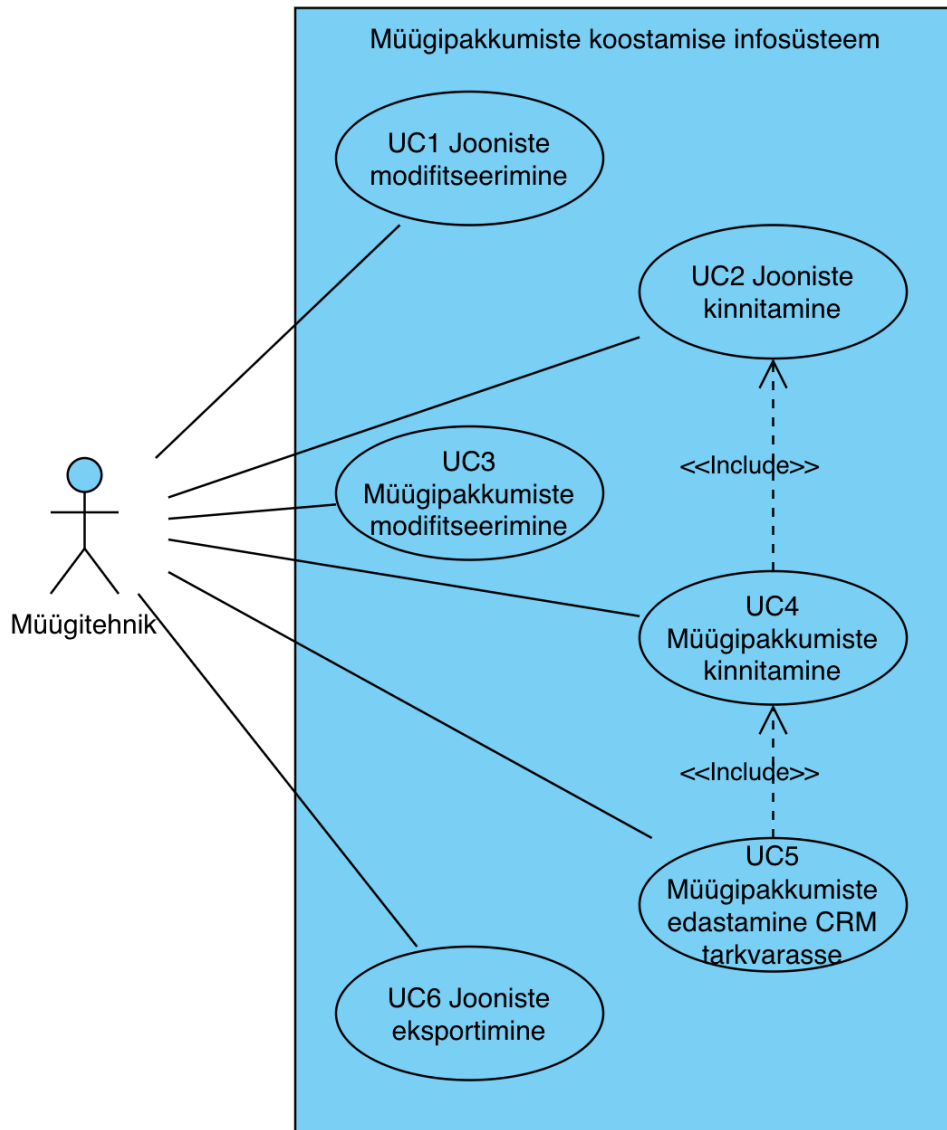 Müügipakkumiste koostamise infosüsteem
UC1 Jooniste
modifitseerimine
UC2 Jooniste
kinnitamine
<<Include>>
UC3
Müügipakkumiste
modifitseerimine
Müügitehnik
UC4
Müügipakkumiste
kinnitamine
<<Include>>
UC5
Müügipakkumiste
edastamine CRM
tarkvarasse
UC6 Jooniste
eksportimine